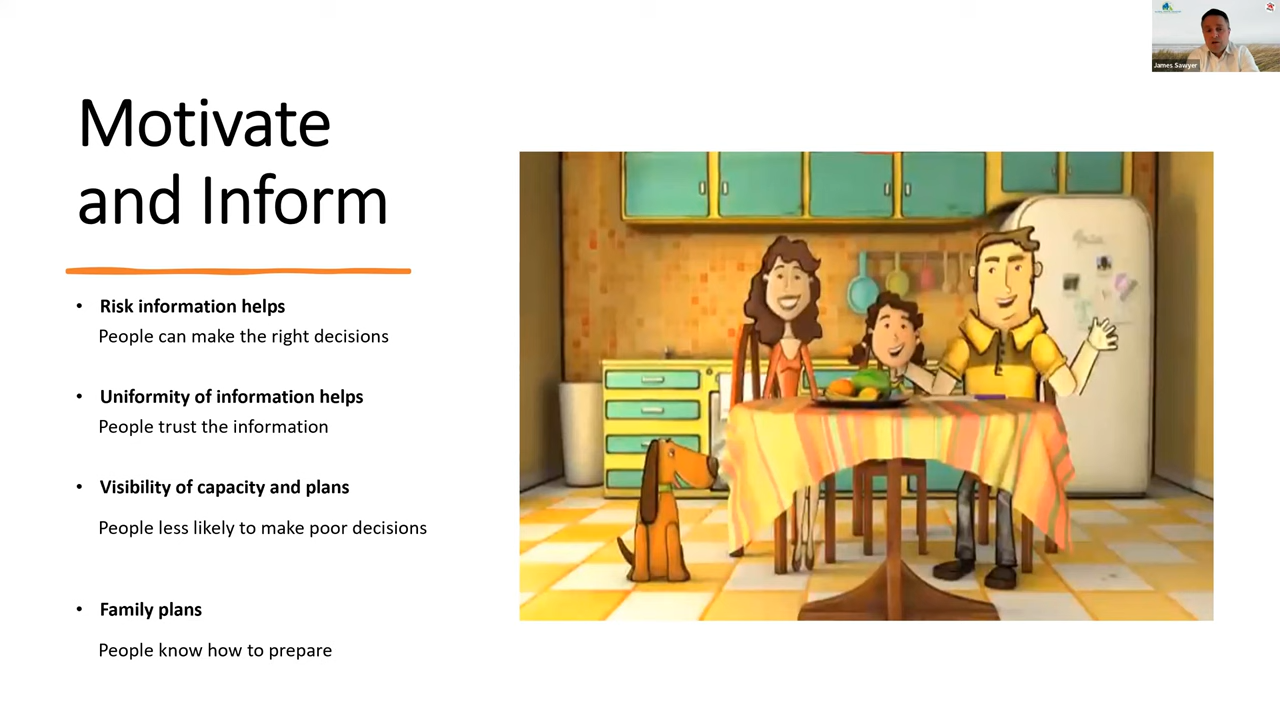 James Sawyer
Motivate
and Inform
• Risk information helps
People can make the right decisions
• Uniformity of information helps
People trust the information
• Visibility of capacity and plans
People less likely to make poor decisions
• Family plans
People know how to prepare